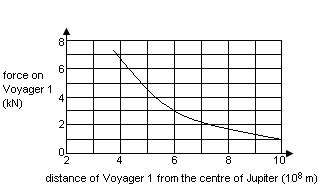 8
force on
Voyager 1
(kN)
6
4
2
0
2 4 6 8 10
distance of Voyager 1 from the centre of Jupiter (10⁸ m)